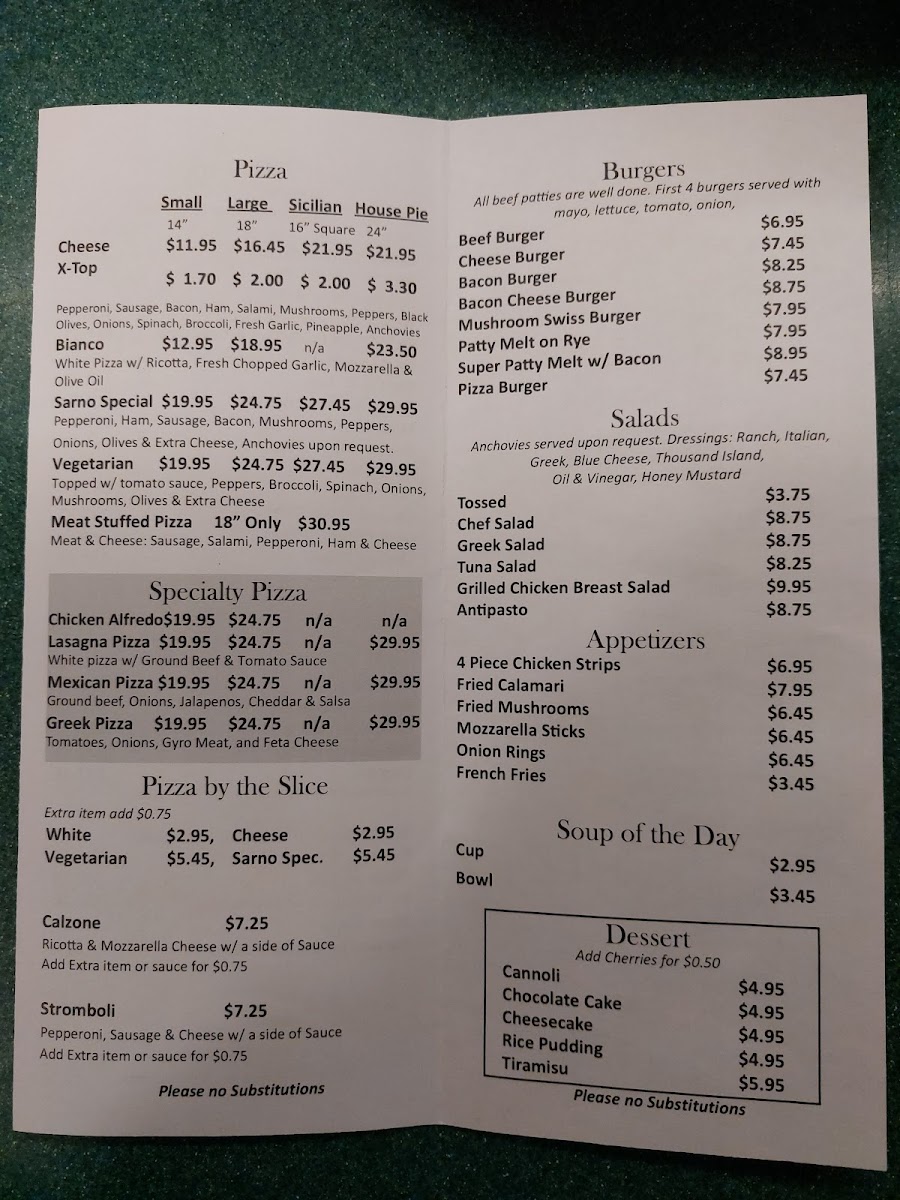 Pizza
Small Large Sicilian House Pie
14" 18" 16" Square 24"
Cheese $11.95 $16.45 $21.95 $21.95
X-Top
$ 1.70 $ 2.00 $ 2.00 $ 3.30
Pepperoni, Sausage, Bacon, Ham, Salami, Mushrooms, Peppers, Black
Olives, Onions, Spinach, Broccoli, Fresh Garlic, Pineapple, Anchovies
Bianco $12.95 $18.95 n/a $23.50
White Pizza w/ Ricotta, Fresh Chopped Garlic, Mozzarella &
Olive Oil
Sarno Special $19.95 $24.75 $27.45 $29.95
Pepperoni, Ham, Sausage, Bacon, Mushrooms, Peppers,
Onions, Olives & Extra Cheese, Anchovies upon request.
Vegetarian $19.95 $24.75 $27.45 $29.95
Topped w/ tomato sauce, Peppers, Broccoli, Spinach, Onions,
Mushrooms, Olives & Extra Cheese
Meat Stuffed Pizza 18" Only $30.95
Meat & Cheese: Sausage, Salami, Pepperoni, Ham & Cheese
Specialty Pizza
Chicken Alfredo$19.95 $24.75 n/a n/a
Lasagna Pizza $19.95 $24.75 n/a $29.95
White pizza w/ Ground Beef & Tomato Sauce
Mexican Pizza $19.95 $24.75 n/a $29.95
Ground beef, Onions, Jalapenos, Cheddar & Salsa
Greek Pizza $19.95 $24.75 n/a $29.95
Tomatoes, Onions, Gyro Meat, and Feta Cheese
Pizza by the Slice
Extra item add $0.75
White $2.95, Cheese $2.95
Vegetarian $5.45, Sarno Spec. $5.45
Calzone $7.25
Ricotta & Mozzarella Cheese w/ a side of Sauce
Add Extra item or sauce for $0.75
Stromboli $7.25
Pepperoni, Sausage & Cheese w/ a side of Sauce
Add Extra item or sauce for $0.75
Please no Substitutions
Burgers
All beef patties are well done. First 4 burgers served with
mayo, lettuce, tomato, onion,
Beef Burger $6.95
Cheese Burger $7.45
Bacon Burger $8.25
Bacon Cheese Burger $8.75
Mushroom Swiss Burger $7.95
Patty Melt on Rye $7.95
Super Patty Melt w/ Bacon $8.95
Pizza Burger $7.45
Salads
Anchovies served upon request. Dressings: Ranch, Italian,
Greek, Blue Cheese, Thousand Island,
Oil & Vinegar, Honey Mustard
Tossed $3.75
Chef Salad $8.75
Greek Salad $8.75
Tuna Salad $8.25
Grilled Chicken Breast Salad $9.95
Antipasto $8.75
Appetizers
4 Piece Chicken Strips $6.95
Fried Calamari $7.95
Fried Mushrooms $6.45
Mozzarella Sticks $6.45
Onion Rings $6.45
French Fries $3.45
Soup of the Day
Cup $2.95
Bowl $3.45
Dessert
Add Cherries for $0.50
Cannoli $4.95
Chocolate Cake $4.95
Cheesecake $4.95
Rice Pudding $4.95
Tiramisu $5.95
Please no Substitutions